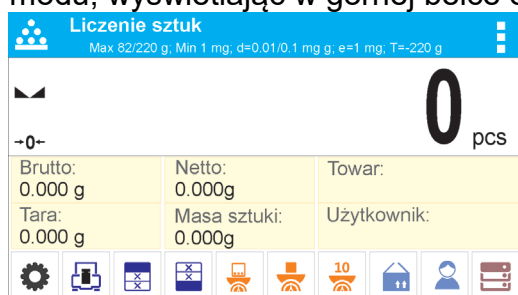 Liczenie sztuk
Max 82/220 g; Min 1 mg; d=0.01/0.1 mg g; e=1 mg; T=-220 g
→0←
0 pcs
Brutto:
0.000 g
Netto:
0.000g
Towar:
Tara:
0.000 g
Masa sztuki:
0.000g
Użytkownik:
10